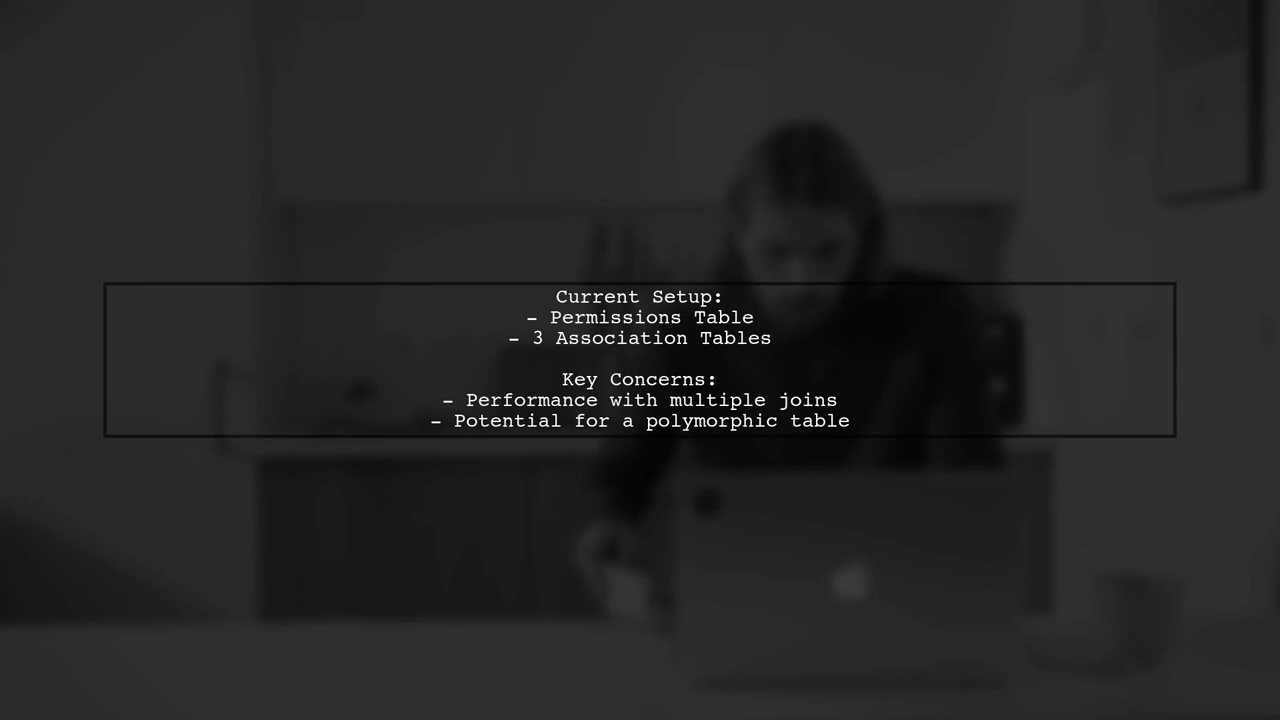 Current Setup:
- Permissions Table
- 3 Association Tables
Key Concerns:
- Performance with multiple joins
- Potential for a polymorphic table